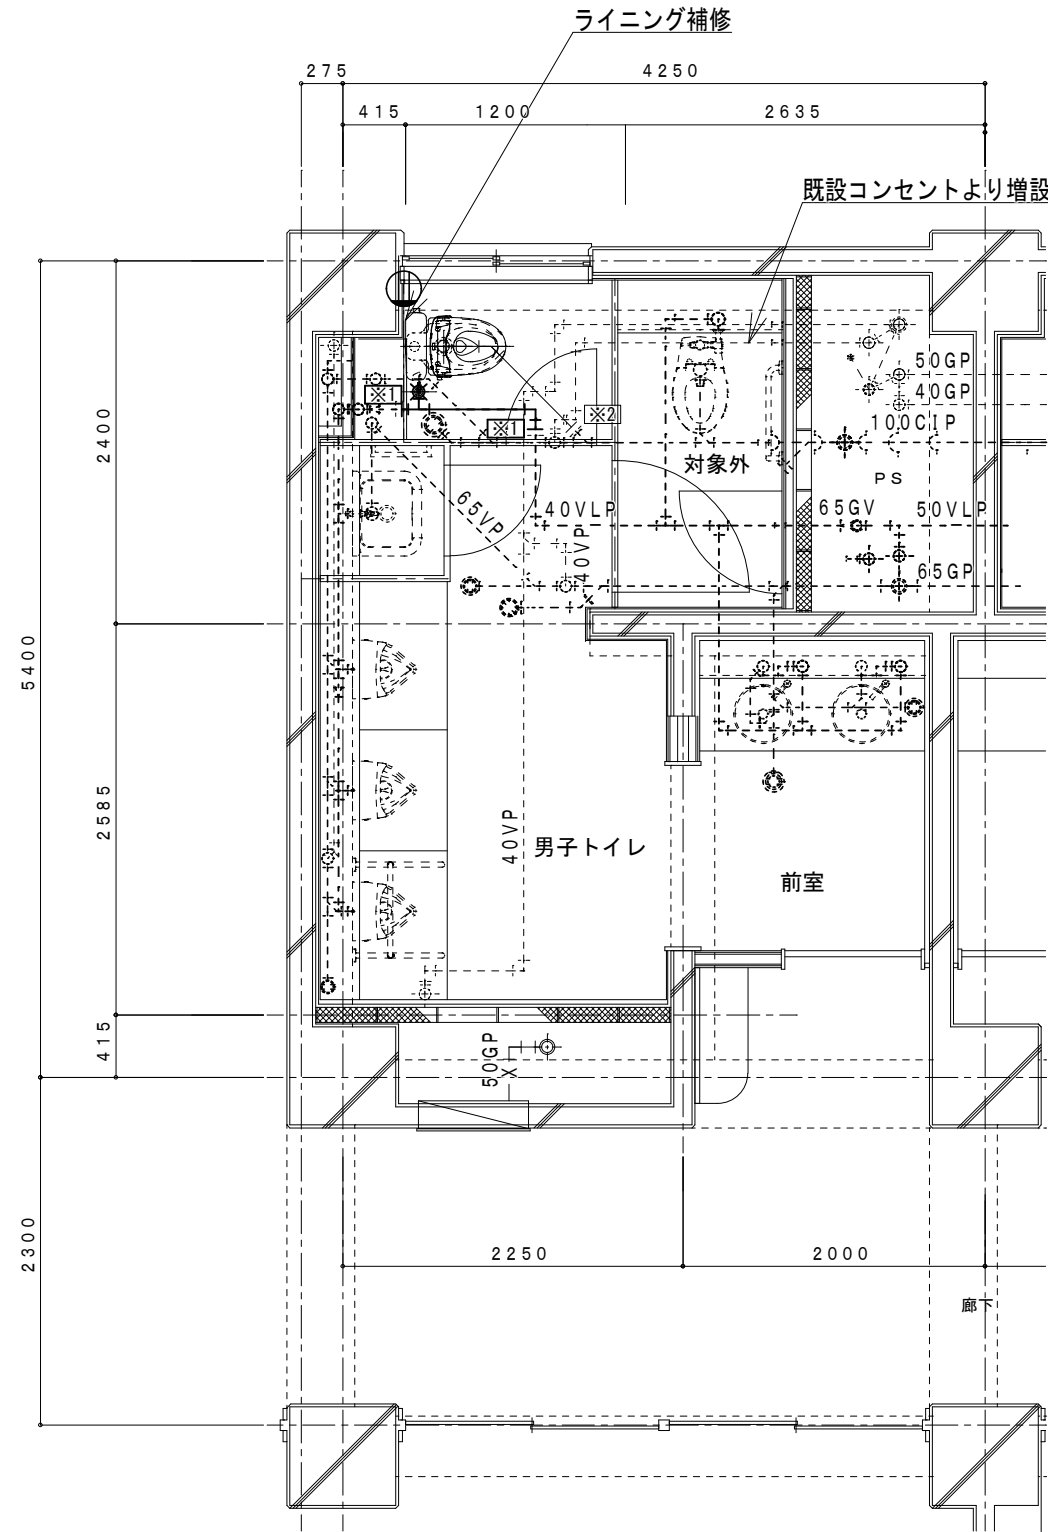 ライニング補修
275
4250
415
1200
2635
既設コンセントより増設
50GP
40GP
※1
※2
※1
100CIP
2400
対象外
PS
65VP
40VLP
65GV
50VLP
40VP
65GP
5400
2585
40VP
男子トイレ
前室
415
50GP
X
2300
2250
2000
廊下